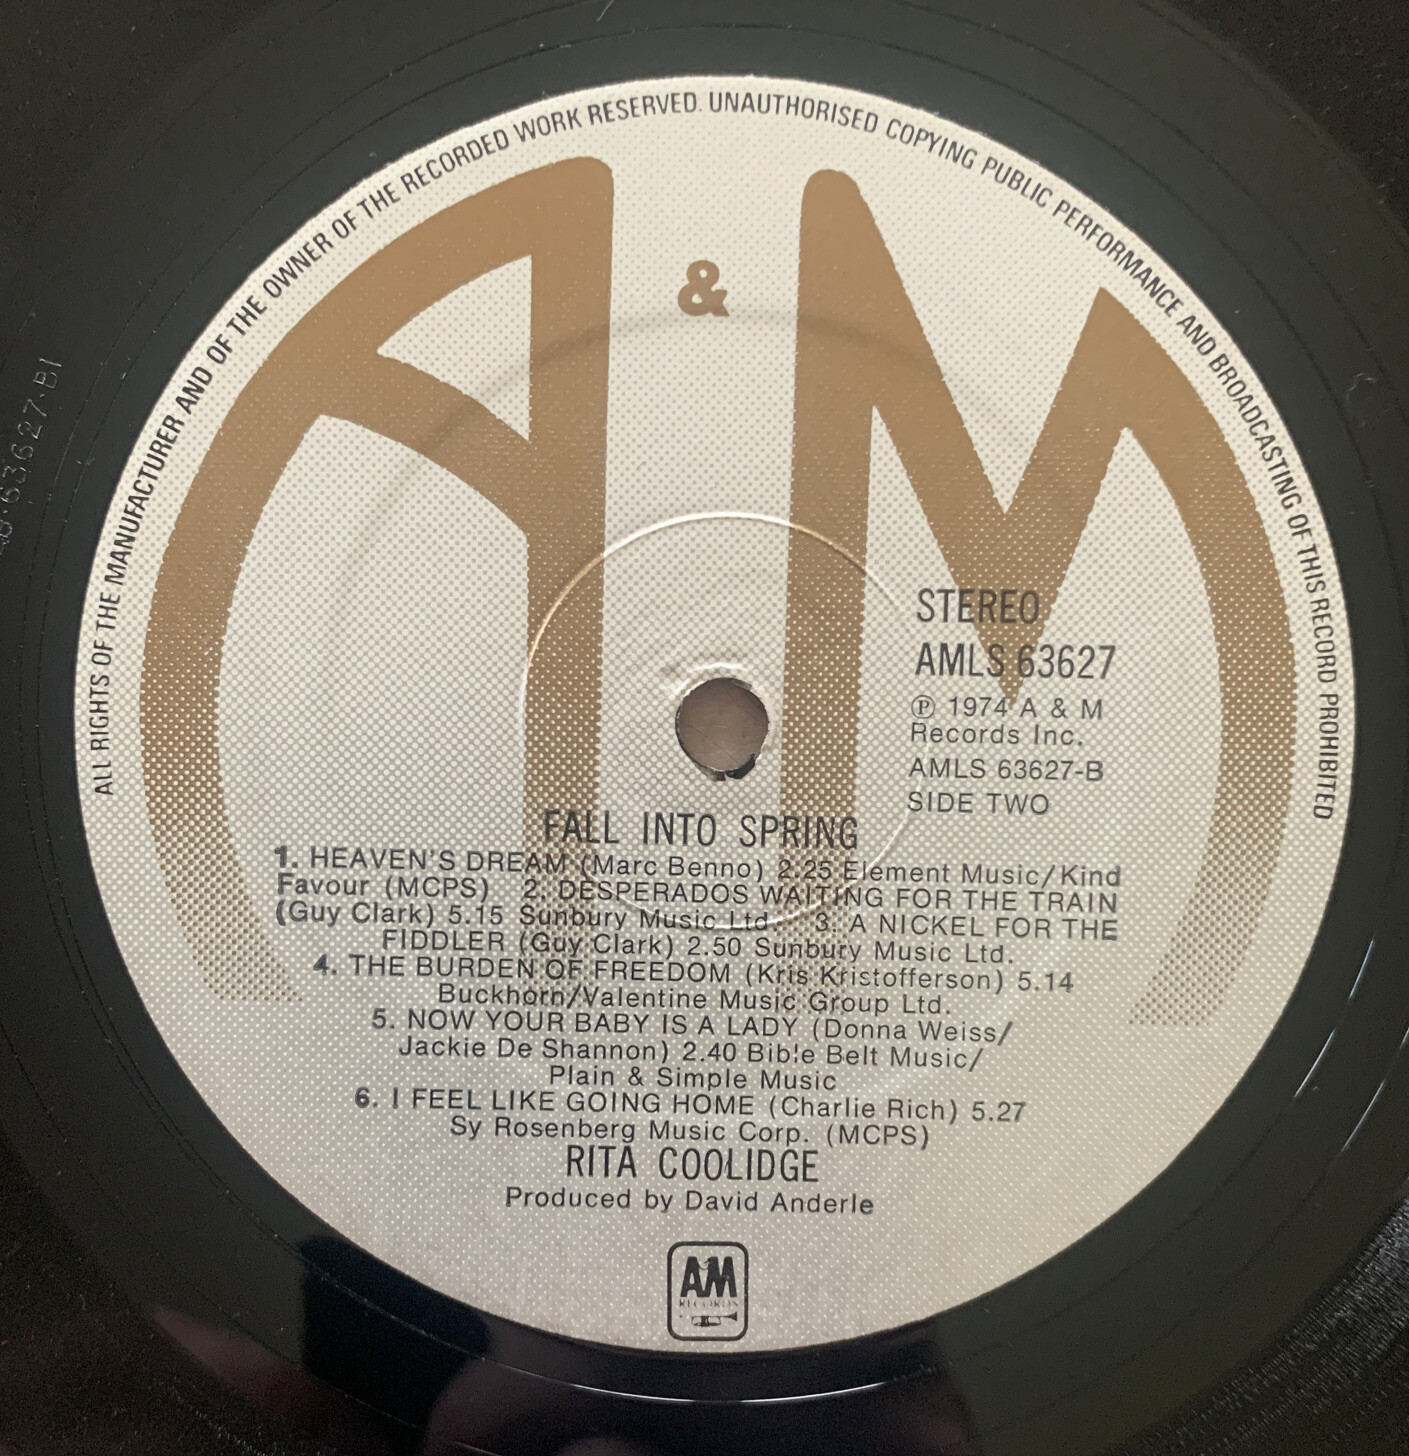 ALL RIGHTS OF THE MANUFACTURER AND OF THE OWNER OF THE RECORDED WORK RESERVED. UNAUTHORISED COPYING PUBLIC PERFORMANCE AND BROADCASTING OF THIS RECORD PROHIBITED
A & M
STEREO
AMLS 63627
℗ 1974 A & M
Records Inc.
AMLS 63627-B
SIDE TWO
FALL INTO SPRING
1. HEAVEN'S DREAM (Marc Benno) 2.25 Element Music/Kind
Favour (MCPS) 2. DESPERADOS WAITING FOR THE TRAIN
(Guy Clark) 5.15 Sunbury Music Ltd. 3. A NICKEL FOR THE
FIDDLER (Guy Clark) 2.50 Sunbury Music Ltd.
4. THE BURDEN OF FREEDOM (Kris Kristofferson) 5.14
Buckhorn/Valentine Music Group Ltd.
5. NOW YOUR BABY IS A LADY (Donna Weiss/
Jackie De Shannon) 2.40 Bible Belt Music/
Plain & Simple Music
6. I FEEL LIKE GOING HOME (Charlie Rich) 5.27
Sy Rosenberg Music Corp. (MCPS)
RITA COOLIDGE
Produced by David Anderle
AM
RECORDS
63627·B1